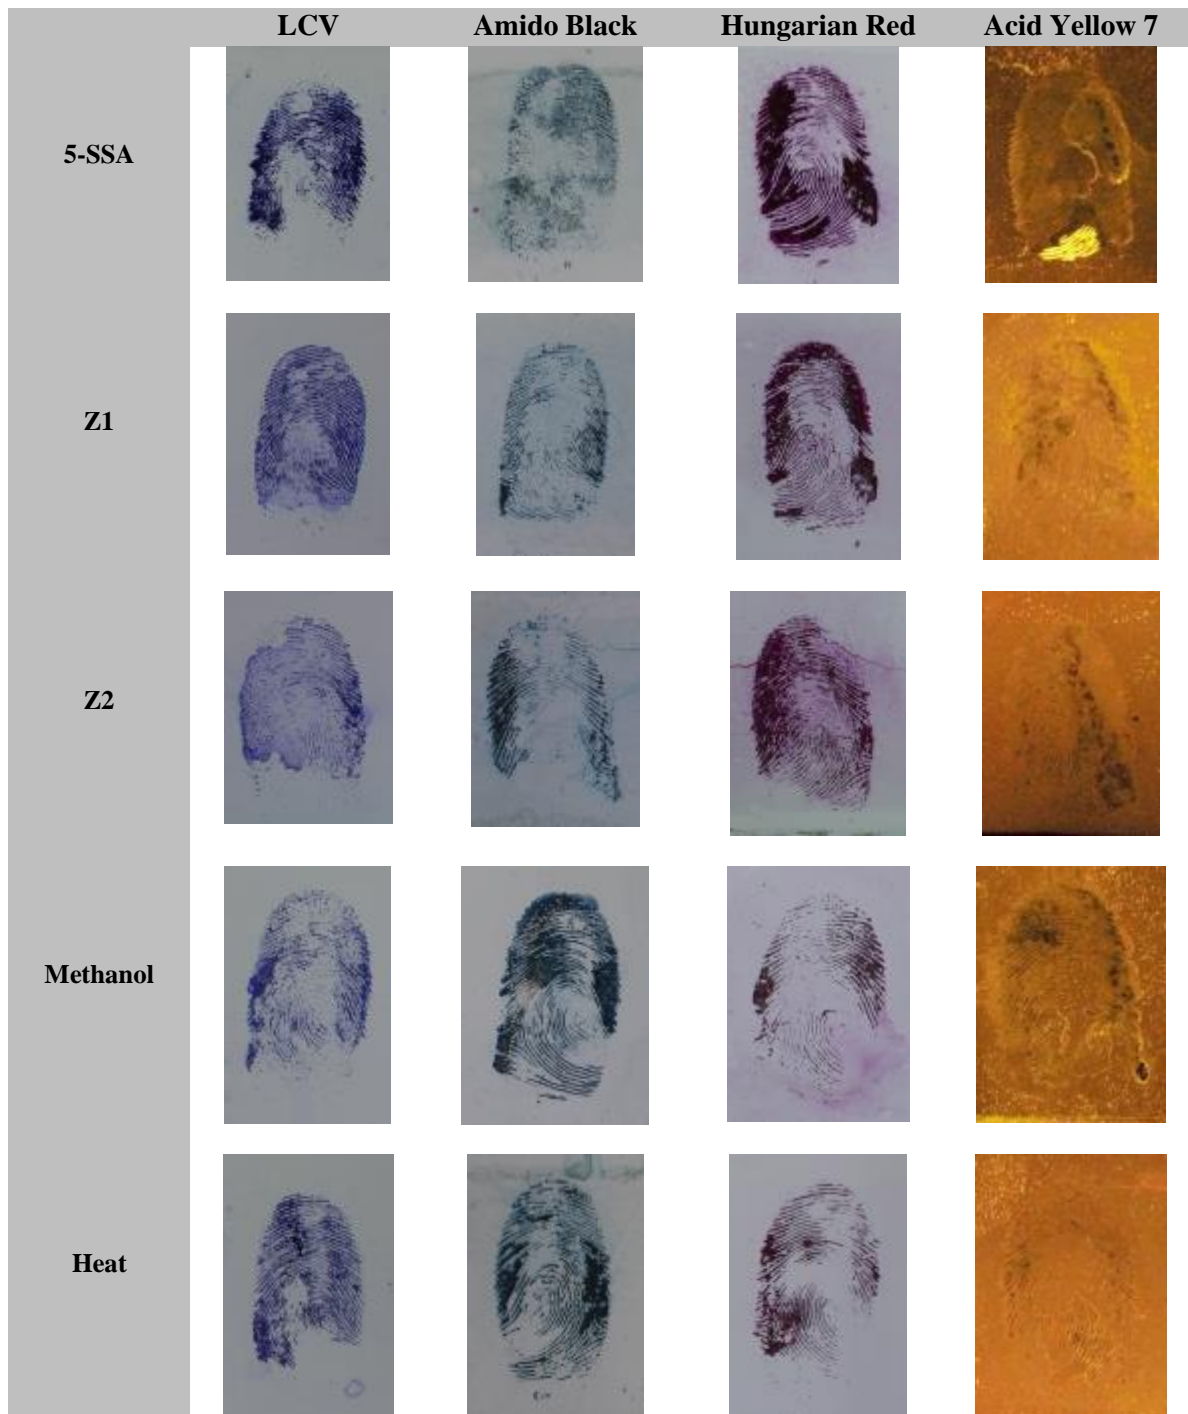 LCV Amido Black Hungarian Red Acid Yellow 7
5-SSA
Z1
Z2
Methanol
Heat